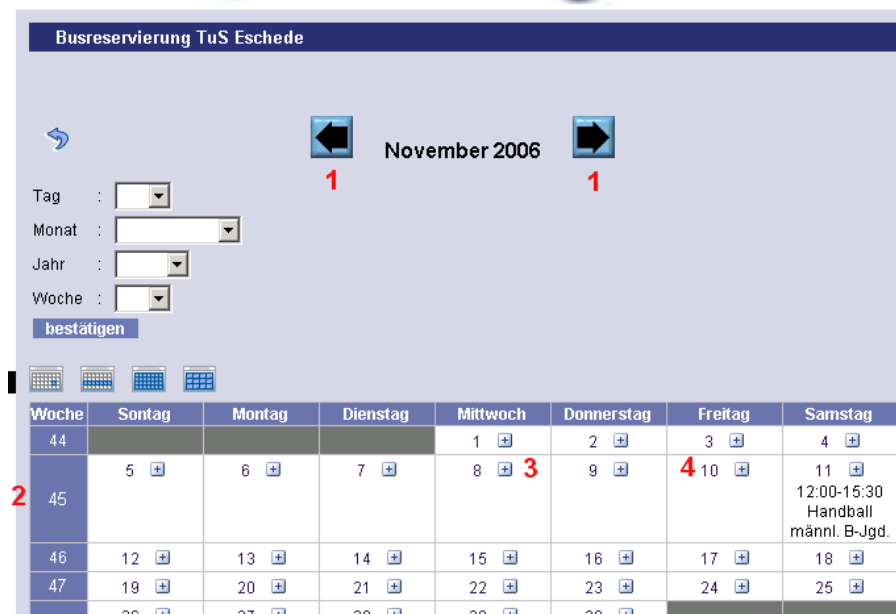 Busreservierung TuS Eschede
November 2006
1 1
Tag :
Monat :
Jahr :
Woche :
bestätigen
Woche Sontag Montag Dienstag Mittwoch Donnerstag Freitag Samstag
44 1 + 2 + 3 + 4 +
5 + 6 + 7 + 8 + 3 9 + 4 10 + 11 +
2 45 12:00-15:30
Handball
männl. B-Jgd.
46 12 + 13 + 14 + 15 + 16 + 17 + 18 +
47 19 + 20 + 21 + 22 + 23 + 24 + 25 +